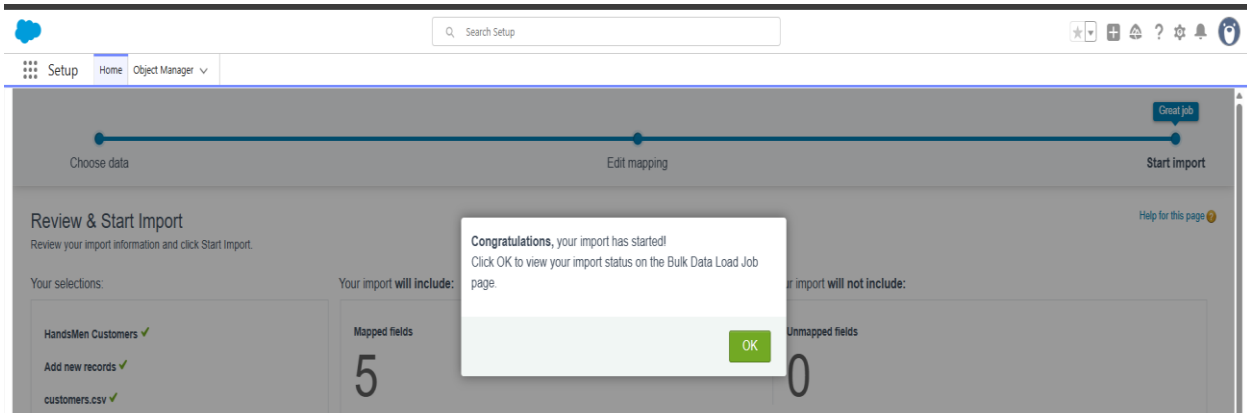 Search Setup
Setup
Home
Object Manager
Great job
Choose data
Edit mapping
Start import
Review & Start Import
Help for this page
Review your import information and click Start Import.
Congratulations, your import has started!
Click OK to view your import status on the Bulk Data Load Job
page.
OK
Your selections:
Your import will include:
import will not include:
HandsMen Customers
Add new records
customers.csv
Mapped fields
5
Unmapped fields
0